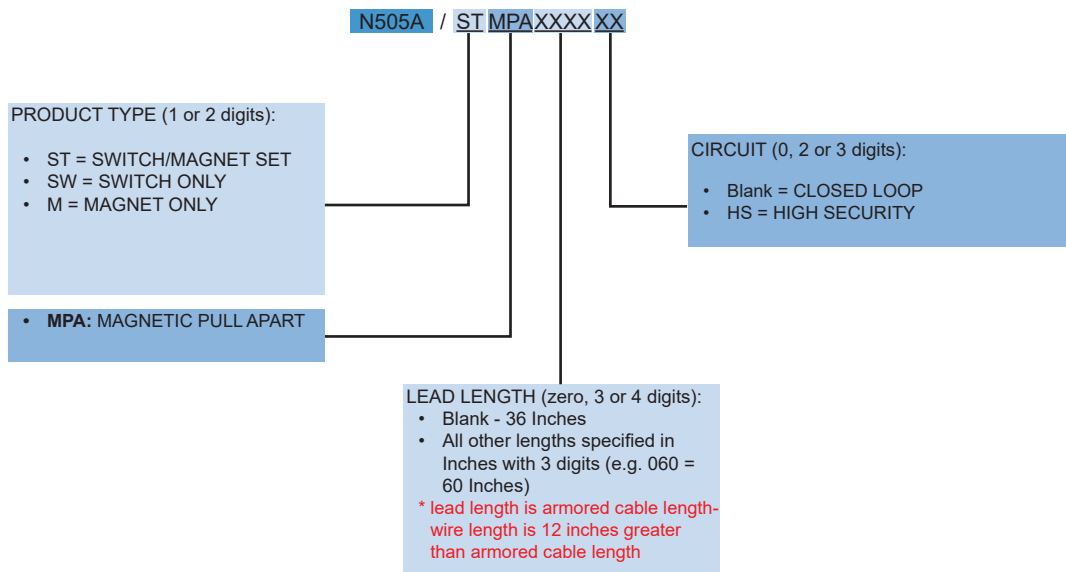 N505A / ST MPA XXXX XX
PRODUCT TYPE (1 or 2 digits):
• ST = SWITCH/MAGNET SET
• SW = SWITCH ONLY
• M = MAGNET ONLY
CIRCUIT (0, 2 or 3 digits):
• Blank = CLOSED LOOP
• HS = HIGH SECURITY
• MPA: MAGNETIC PULL APART
LEAD LENGTH (zero, 3 or 4 digits):
• Blank - 36 Inches
• All other lengths specified in
Inches with 3 digits (e.g. 060 =
60 Inches)
* lead length is armored cable length-
wire length is 12 inches greater
than armored cable length